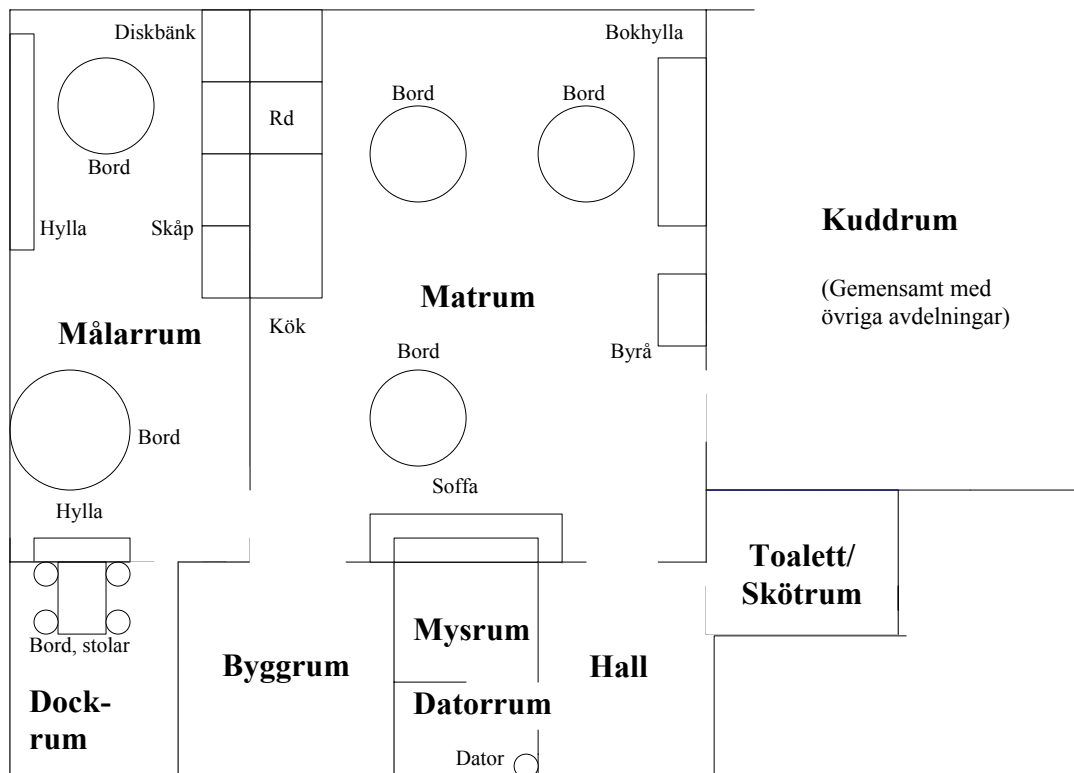 Diskbänk
Bokhylla
Bord
Bord
Rd
Bord
Hylla
Skåp
Kuddrum
(Gemensamt med
övriga avdelningar)
Matrum
Kök
Målarrum
Bord
Byrå
Bord
Soffa
Hylla
Toalett/
Skötrum
Mysrum
Bord, stolar
Byggrum
Hall
Dock-
rum
Datorrum
Dator